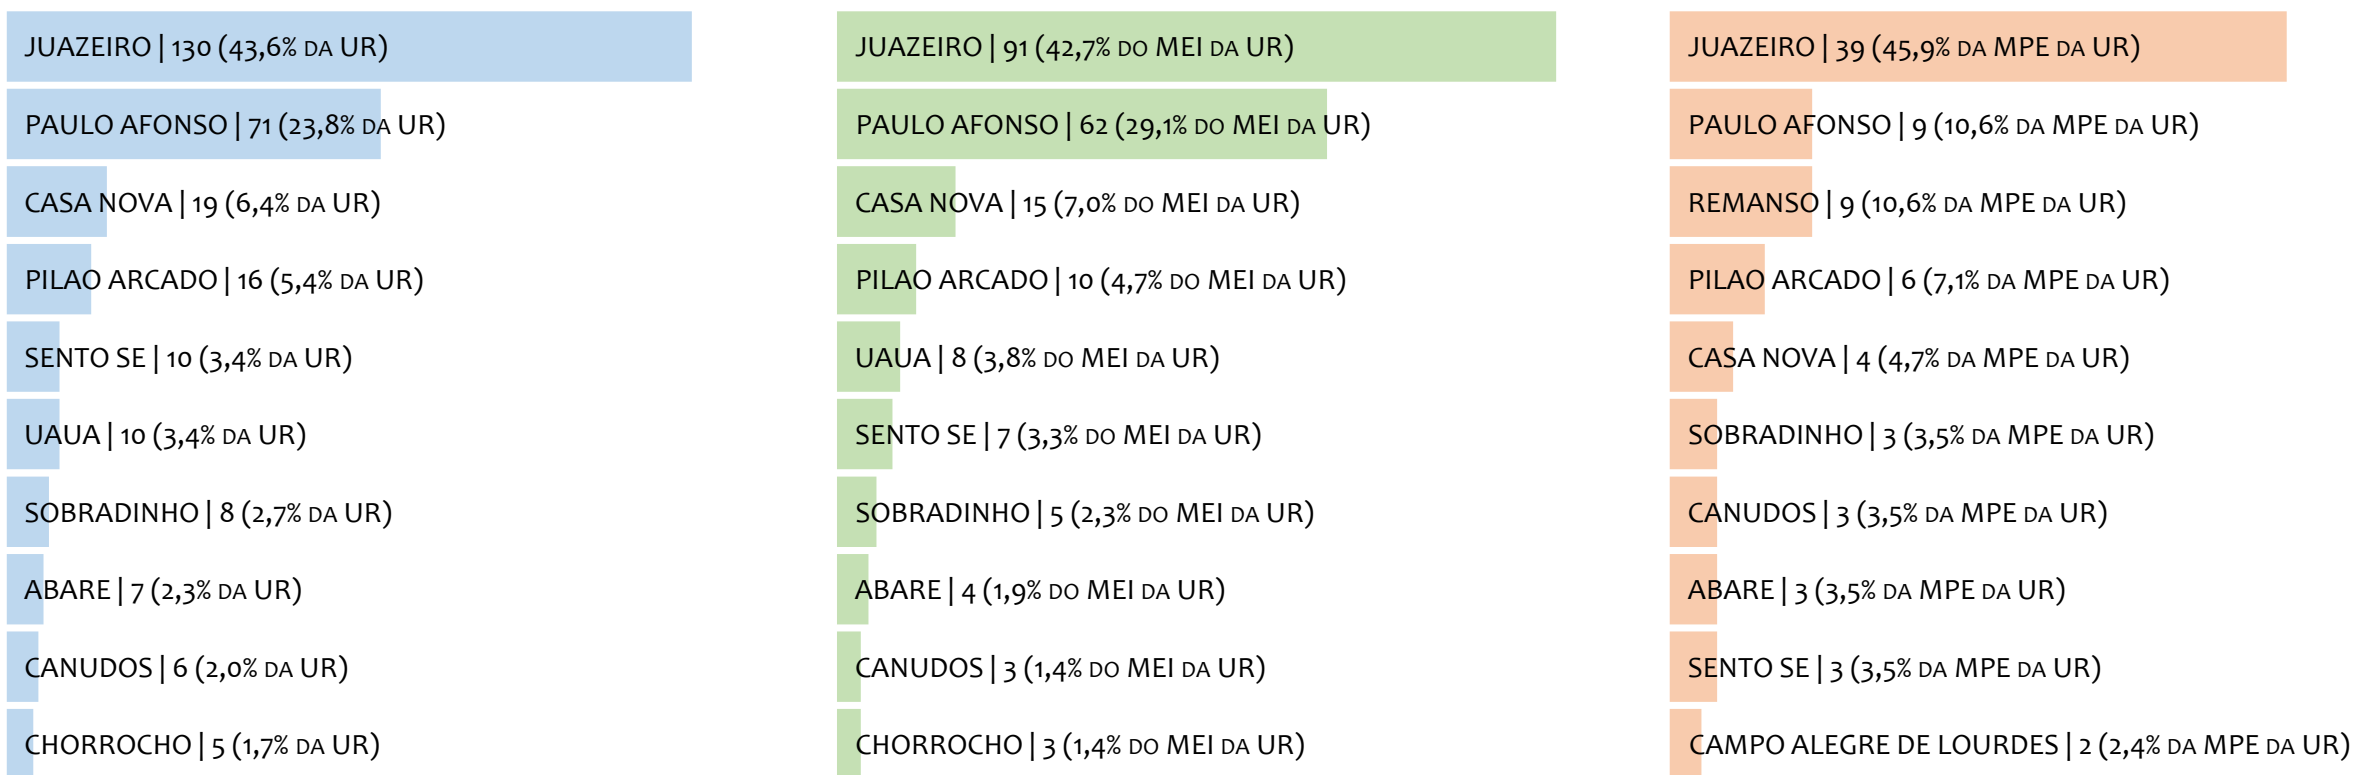 JUAZEIRO | 130 (43,6% DA UR)
PAULO AFONSO | 71 (23,8% DA UR)
CASA NOVA | 19 (6,4% DA UR)
PILAO ARCADO | 16 (5,4% DA UR)
SENTO SE | 10 (3,4% DA UR)
UAUA | 10 (3,4% DA UR)
SOBRADINHO | 8 (2,7% DA UR)
ABARE | 7 (2,3% DA UR)
CANUDOS | 6 (2,0% DA UR)
CHORROCHO | 5 (1,7% DA UR)
JUAZEIRO | 91 (42,7% DO MEI DA UR)
PAULO AFONSO | 62 (29,1% DO MEI DA UR)
CASA NOVA | 15 (7,0% DO MEI DA UR)
PILAO ARCADO | 10 (4,7% DO MEI DA UR)
UAUA | 8 (3,8% DO MEI DA UR)
SENTO SE | 7 (3,3% DO MEI DA UR)
SOBRADINHO | 5 (2,3% DO MEI DA UR)
ABARE | 4 (1,9% DO MEI DA UR)
CANUDOS | 3 (1,4% DO MEI DA UR)
CHORROCHO | 3 (1,4% DO MEI DA UR)
JUAZEIRO | 39 (45,9% DA MPE DA UR)
PAULO AFONSO | 9 (10,6% DA MPE DA UR)
REMANSO | 9 (10,6% DA MPE DA UR)
PILAO ARCADO | 6 (7,1% DA MPE DA UR)
CASA NOVA | 4 (4,7% DA MPE DA UR)
SOBRADINHO | 3 (3,5% DA MPE DA UR)
CANUDOS | 3 (3,5% DA MPE DA UR)
ABARE | 3 (3,5% DA MPE DA UR)
SENTO SE | 3 (3,5% DA MPE DA UR)
CAMPO ALEGRE DE LOURDES | 2 (2,4% DA MPE DA UR)